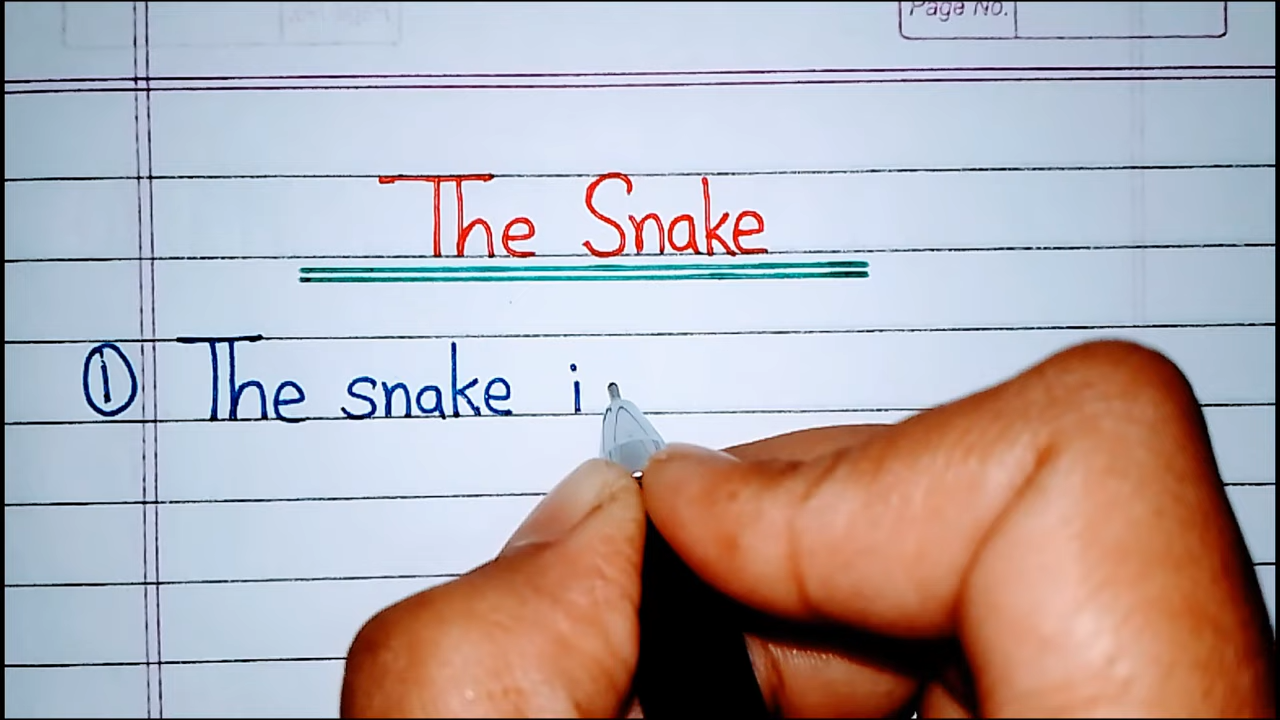 Page No.
The Snake
① The snake i